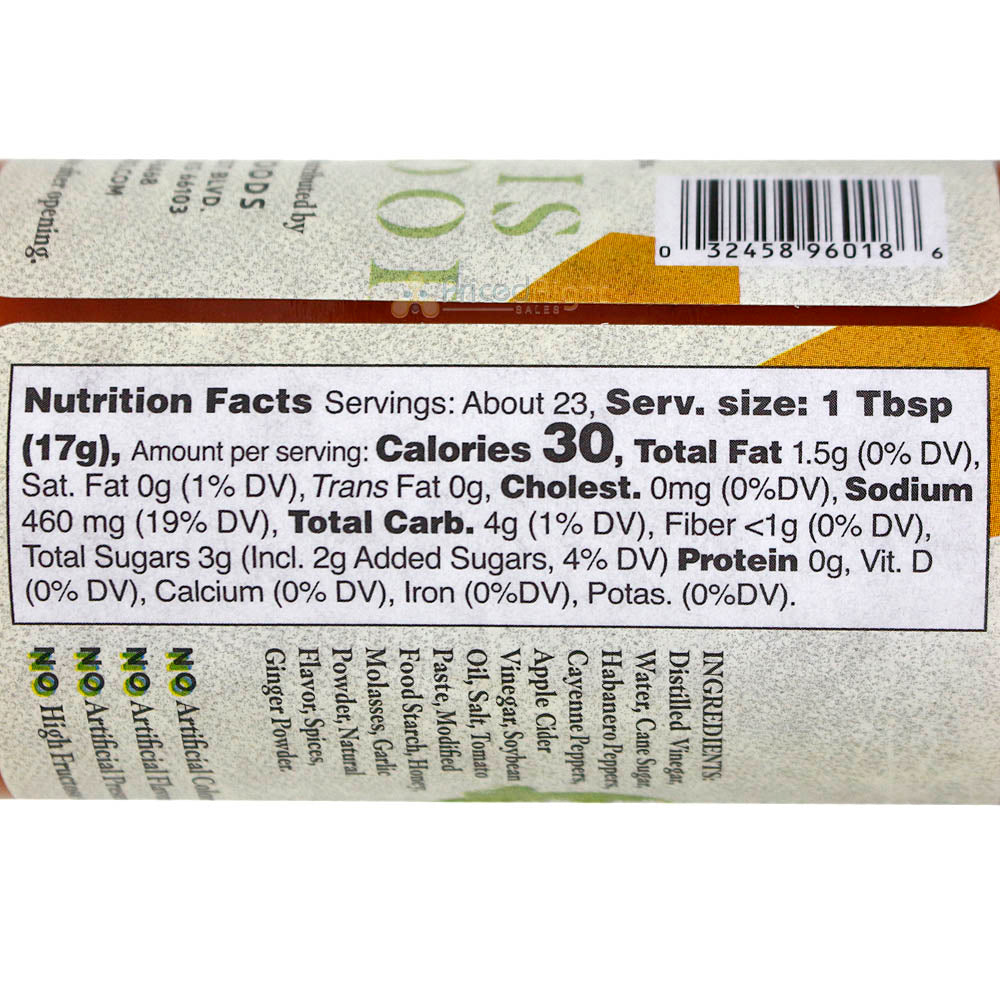 after opening.
.COM
66103
BLVD.
by
IS
0 32458 96018 6
SALES
Nutrition Facts Servings: About 23, Serv. size: 1 Tbsp
(17g), Amount per serving: Calories 30, Total Fat 1.5g (0% DV),
Sat. Fat 0g (1% DV), Trans Fat 0g, Cholest. 0mg (0%DV), Sodium
460 mg (19% DV), Total Carb. 4g (1% DV), Fiber <1g (0% DV),
Total Sugars 3g (Incl. 2g Added Sugars, 4% DV) Protein 0g, Vit. D
(0% DV), Calcium (0% DV), Iron (0%DV), Potas. (0%DV).
INGREDIENTS:
Distilled Vinegar,
Water, Cane Sugar,
Habanero Peppers,
Cayenne Peppers,
Apple Cider
Vinegar, Soybean
Oil, Salt, Tomato
Paste, Modified
Food Starch, Honey,
Molasses, Garlic
Powder, Natural
Flavor, Spices,
Ginger Powder.
NO Artificial
NO Artificial
NO Artificial
NO High